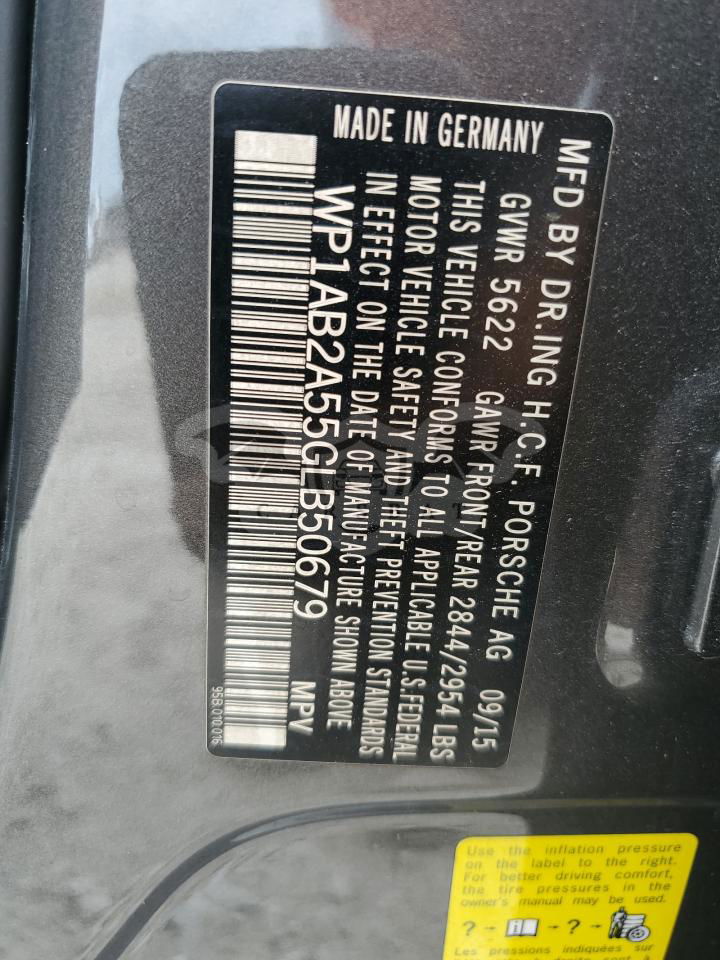 MFD BY DR.ING H.C.F. PORSCHE AG 09/15
GVWR 5622 GAWR FRONT/REAR 2844/2954 LBS
THIS VEHICLE CONFORMS TO ALL APPLICABLE U.S.FEDERAL
MOTOR VEHICLE SAFETY AND THEFT PREVENTION STANDARDS
IN EFFECT ON THE DATE OF MANUFACTURE SHOWN ABOVE
WP1AB2A55GLB50679 MPV
MADE IN GERMANY
95B.010.016
Use the inflation pressure
on the label to the right.
For better driving comfort,
the tire pressures in the
owner's manual may be used.
? → i → ? →
Les pressions indiquées sur